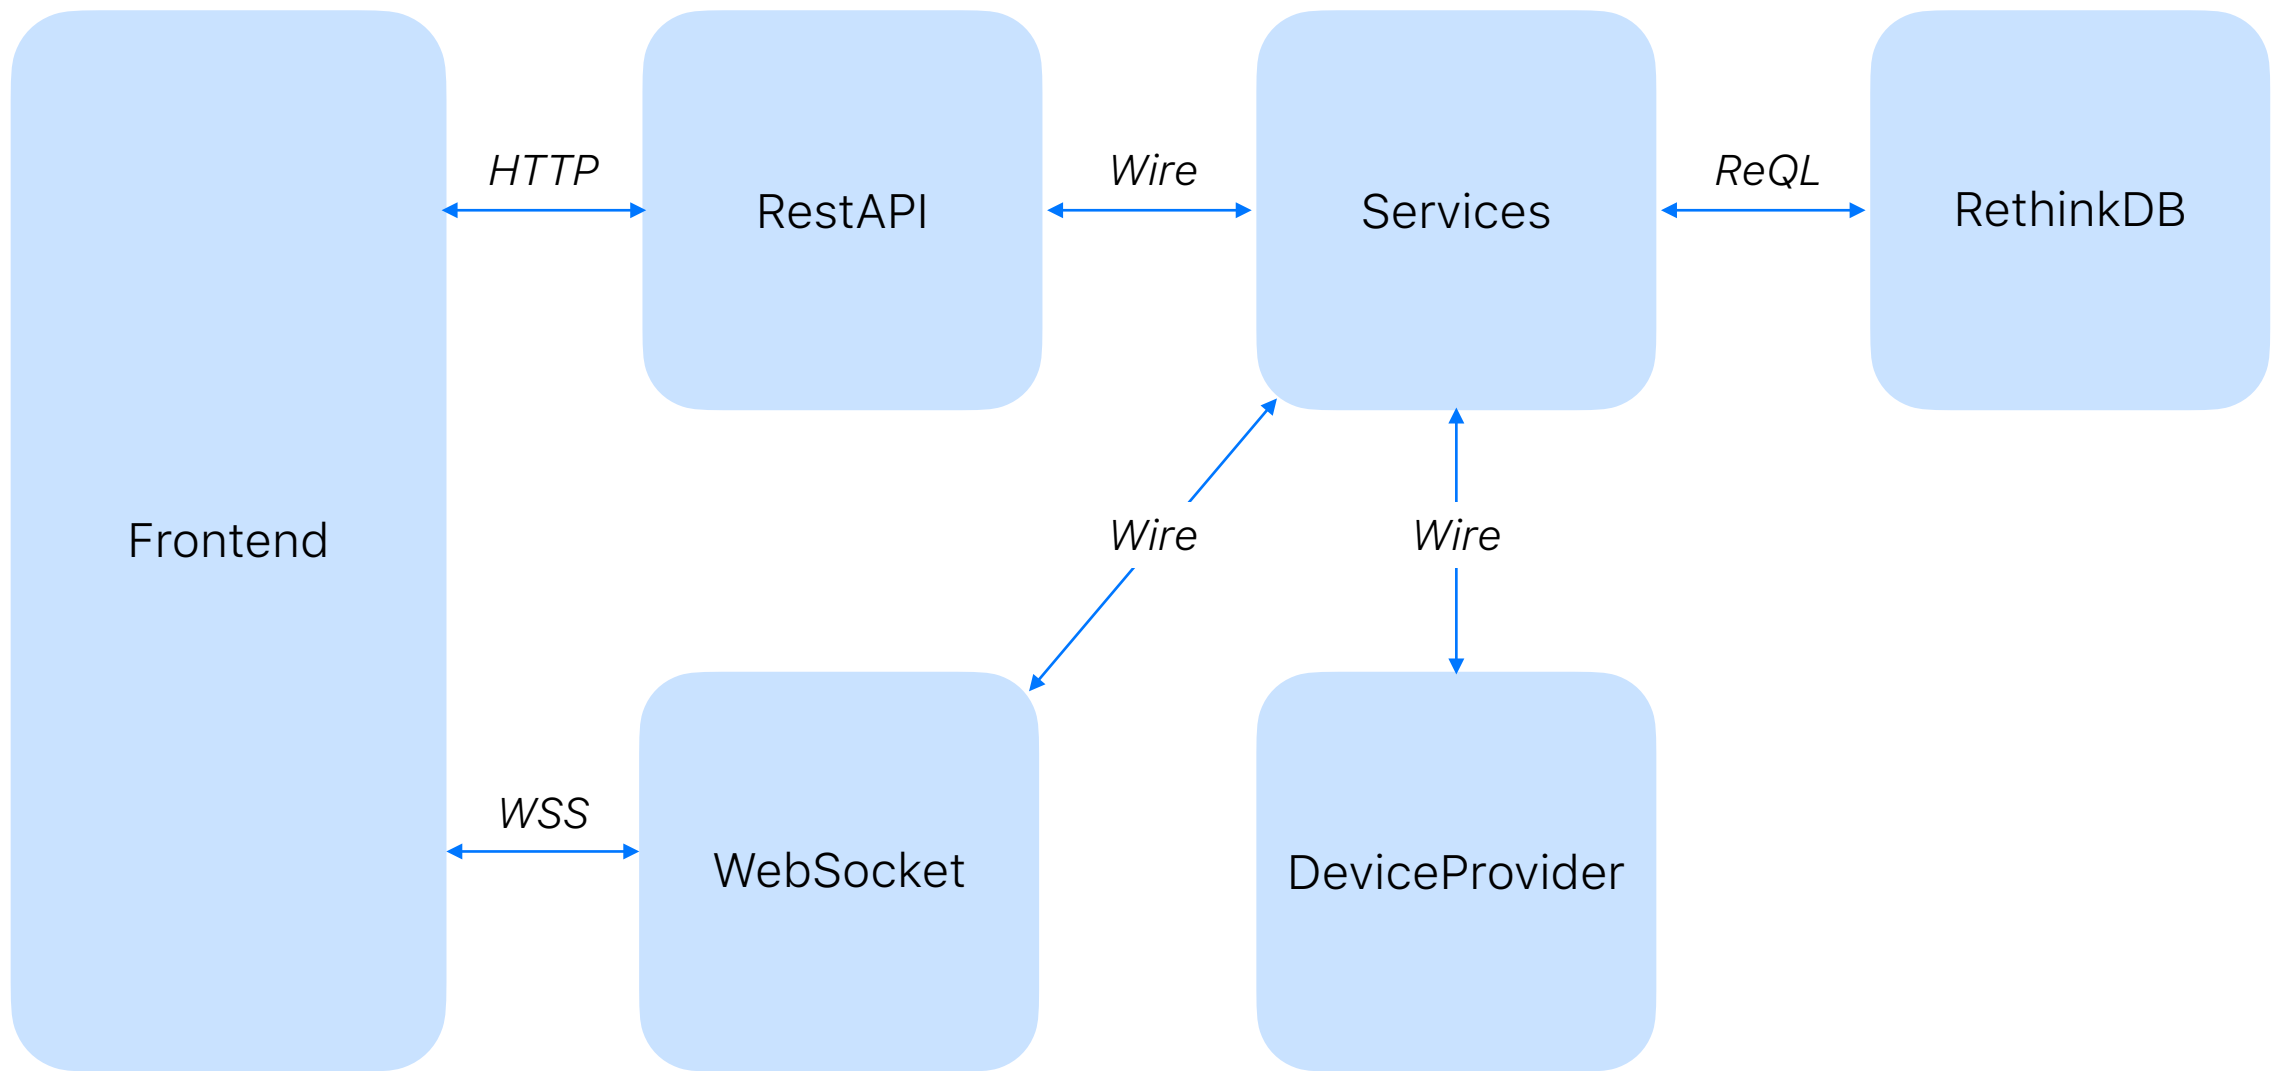 HTTP
Wire
ReQL
RestAPI
Services
RethinkDB
Frontend
Wire
Wire
WSS
WebSocket
DeviceProvider